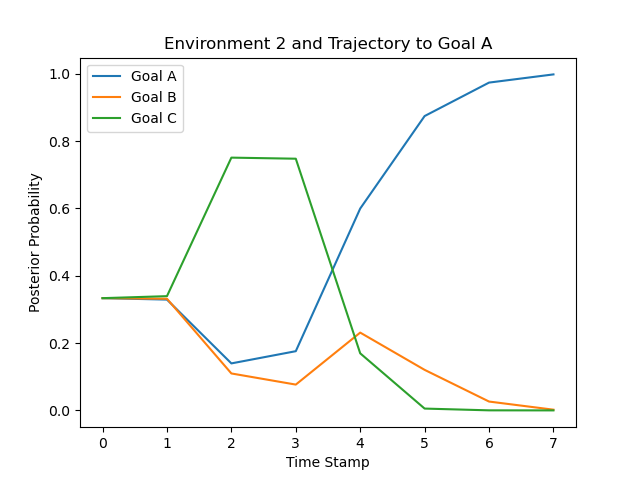 Environment 2 and Trajectory to Goal A
1.0
0.8
0.6
0.4
0.2
0.0
Posterior Probability
Goal A
Goal B
Goal C
0 1 2 3 4 5 6 7
Time Stamp